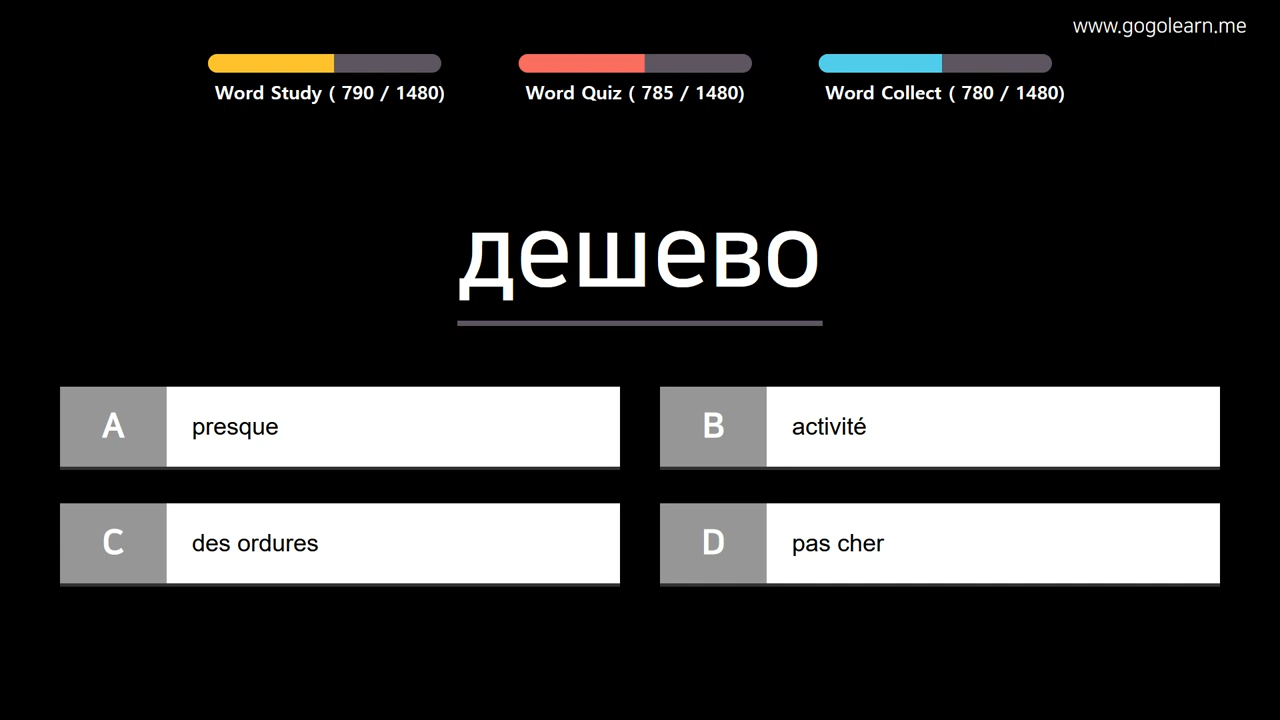 www.gogolearn.me
Word Study ( 790 / 1480)
Word Quiz ( 785 / 1480)
Word Collect ( 780 / 1480)
дешево
A presque
B activité
C des ordures
D pas cher